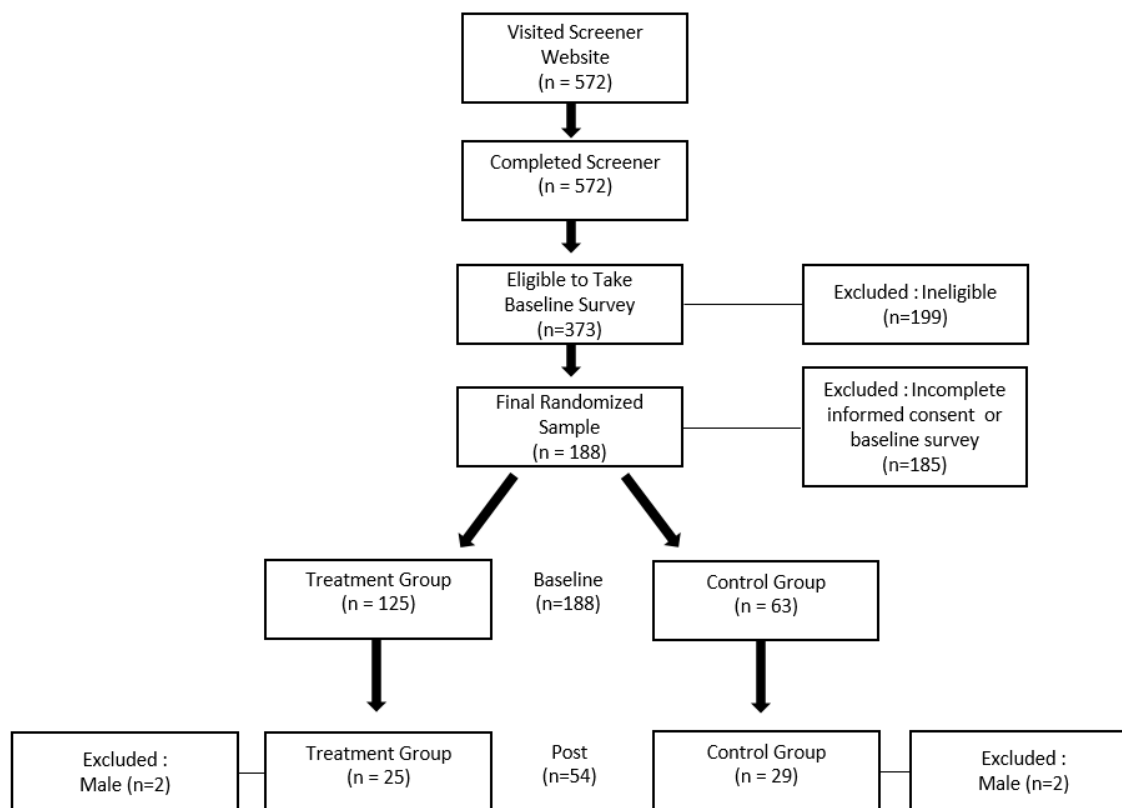 Visited Screener
Website
(n = 572)
Completed Screener
(n = 572)
Eligible to Take
Baseline Survey
(n=373)
Excluded : Ineligible
(n=199)
Final Randomized
Sample
(n = 188)
Excluded : Incomplete
informed consent or
baseline survey
(n=185)
Treatment Group
(n = 125)
Baseline
(n=188)
Control Group
(n = 63)
Excluded :
Male (n=2)
Treatment Group
(n = 25)
Post
(n=54)
Control Group
(n = 29)
Excluded :
Male (n=2)